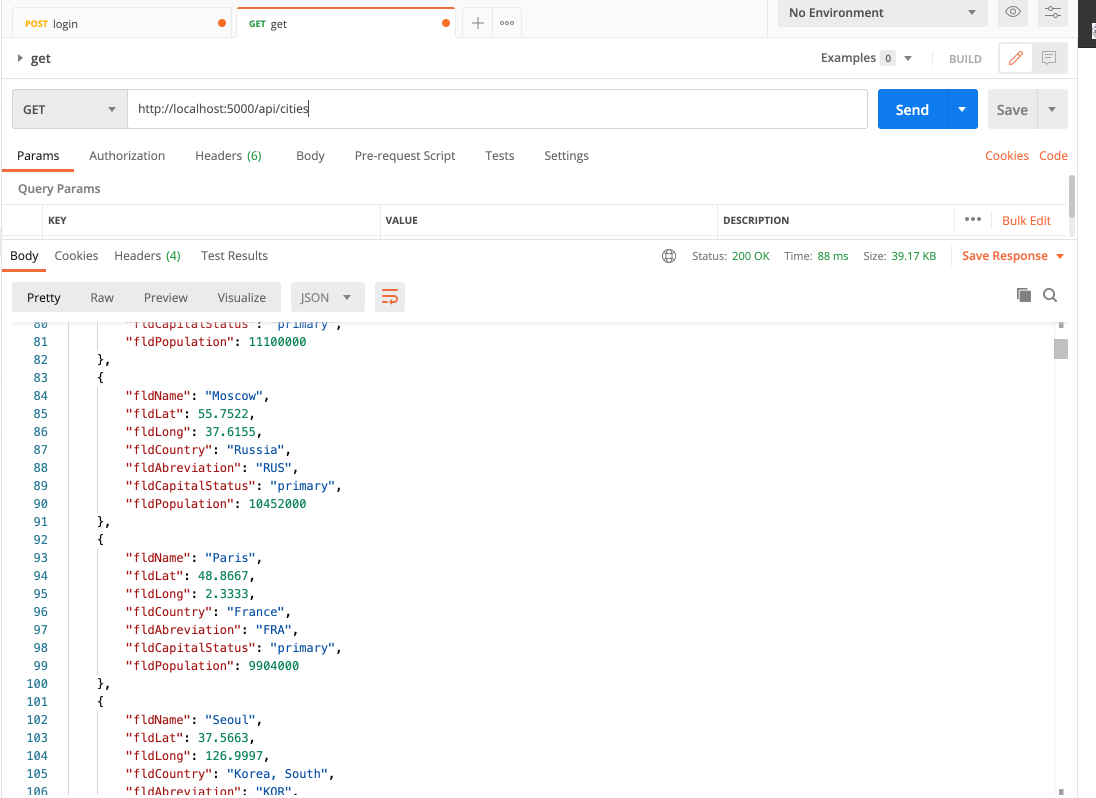 POST login GET get No Environment
get Examples 0 BUILD
GET http://localhost:5000/api/cities Send Save
Params Authorization Headers (6) Body Pre-request Script Tests Settings Cookies Code
Query Params
KEY VALUE DESCRIPTION Bulk Edit
Body Cookies Headers (4) Test Results Status: 200 OK Time: 88 ms Size: 39.17 KB Save Response
Pretty Raw Preview Visualize JSON
80 "fldCapitalStatus": "primary",
81 "fldPopulation": 11100000
82 },
83 {
84 "fldName": "Moscow",
85 "fldLat": 55.7522,
86 "fldLong": 37.6155,
87 "fldCountry": "Russia",
88 "fldAbreviation": "RUS",
89 "fldCapitalStatus": "primary",
90 "fldPopulation": 10452000
91 },
92 {
93 "fldName": "Paris",
94 "fldLat": 48.8667,
95 "fldLong": 2.3333,
96 "fldCountry": "France",
97 "fldAbreviation": "FRA",
98 "fldCapitalStatus": "primary",
99 "fldPopulation": 9904000
100 },
101 {
102 "fldName": "Seoul",
103 "fldLat": 37.5663,
104 "fldLong": 126.9997,
105 "fldCountry": "Korea, South",
106 "fldAbreviation": "KOR",